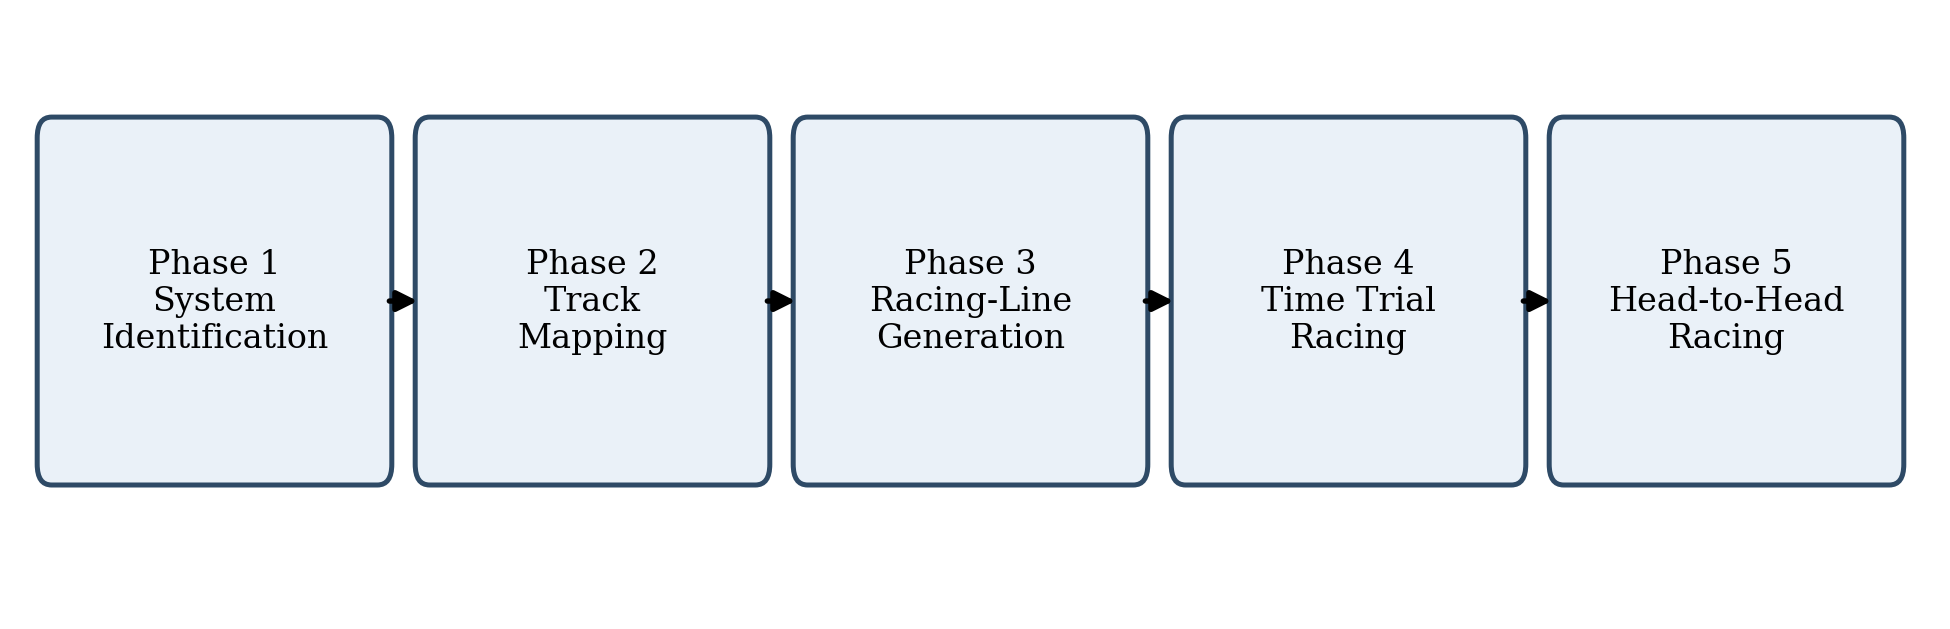 Phase 1
System
Identification
Phase 2
Track
Mapping
Phase 3
Racing-Line
Generation
Phase 4
Time Trial
Racing
Phase 5
Head-to-Head
Racing